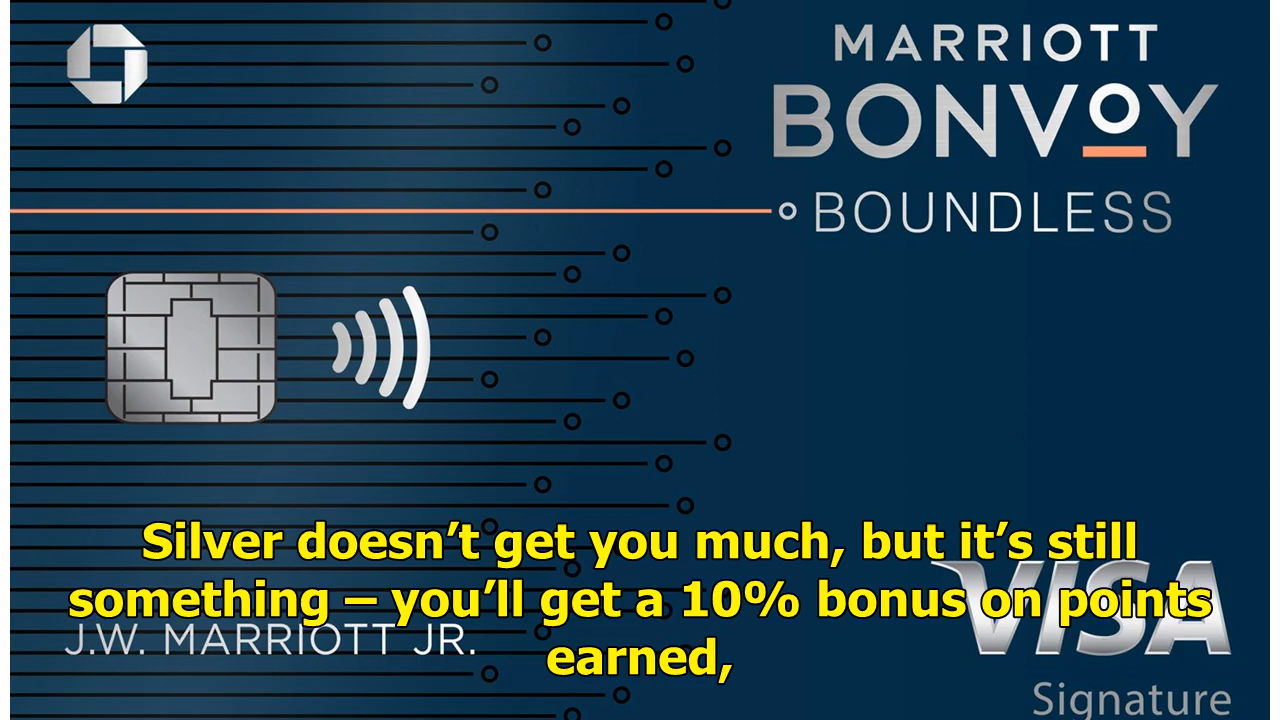 MARRIOTT
BONVOY
BOUNDLESS
Silver doesn’t get you much, but it’s still
something – you’ll get a 10% bonus on points
earned,
J.W. MARRIOTT JR.
VISA
Signature